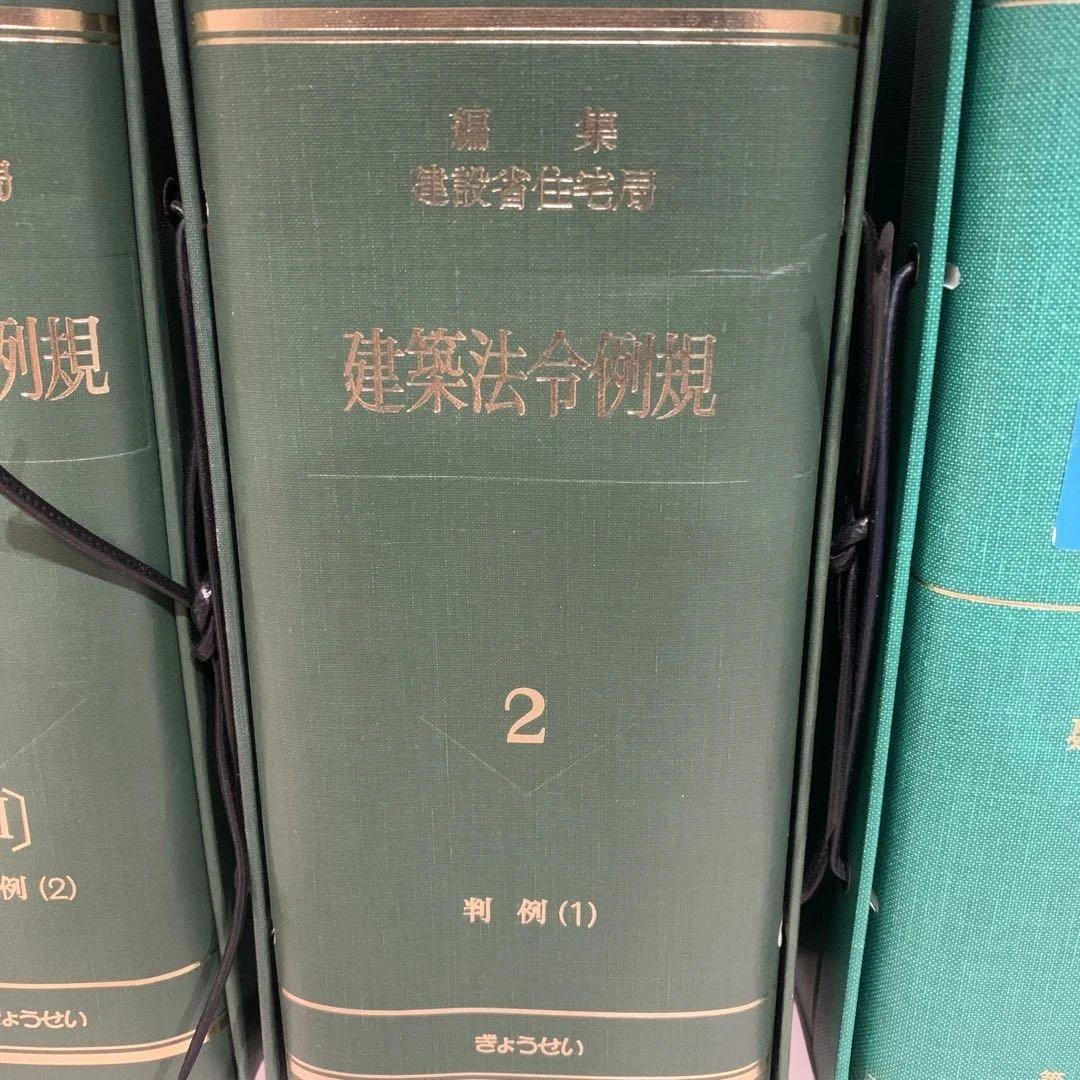 編 集
建設省住宅局
建築法令例規
2
判 例 (1)
ぎょうせい
局
例規
I〕
例 (2)
ぎょうせい